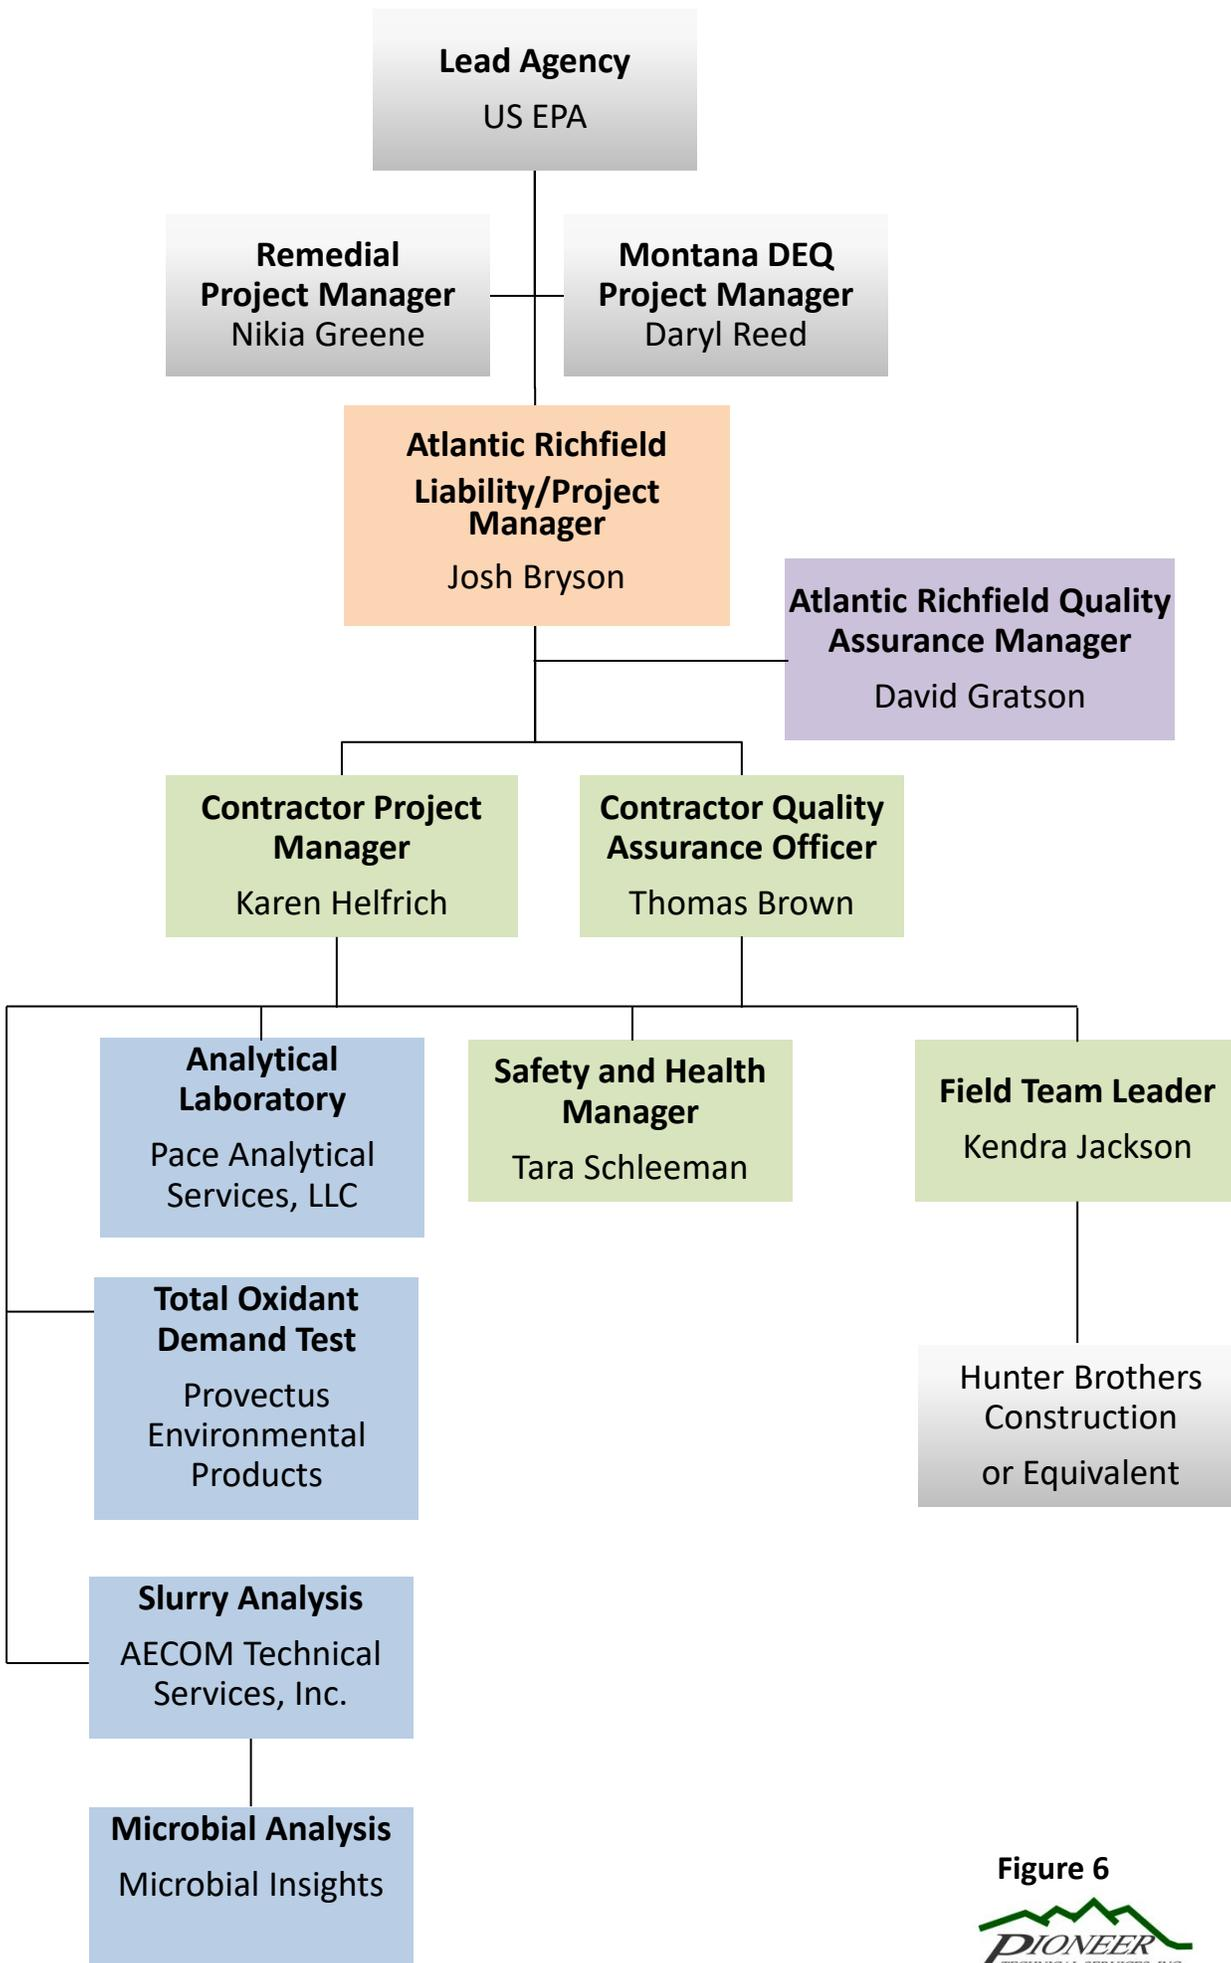 Lead Agency
US EPA
Remedial
Project Manager
Nikia Greene
Montana DEQ
Project Manager
Daryl Reed
Atlantic Richfield
Liability/Project
Manager
Josh Bryson
Atlantic Richfield Quality
Assurance Manager
David Gratson
Contractor Project
Manager
Karen Helfrich
Contractor Quality
Assurance Officer
Thomas Brown
Analytical
Laboratory
Pace Analytical
Services, LLC
Safety and Health
Manager
Tara Schleeman
Field Team Leader
Kendra Jackson
Total Oxidant
Demand Test
Provectus
Environmental
Products
Hunter Brothers
Construction
or Equivalent
Slurry Analysis
AECOM Technical
Services, Inc.
Microbial Analysis
Microbial Insights
Figure 6
PIONEER
TECHNICAL SERVICES, INC.